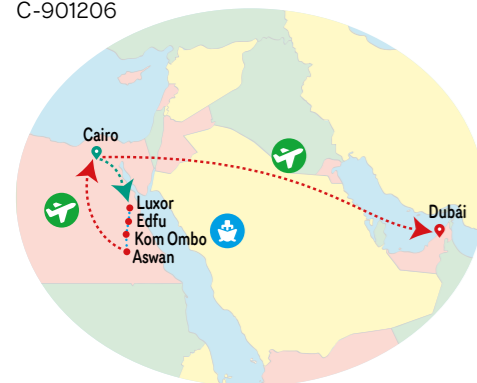 C-901206
Cairo
Luxor
Edfu
Kom Ombo
Aswan
Dubái